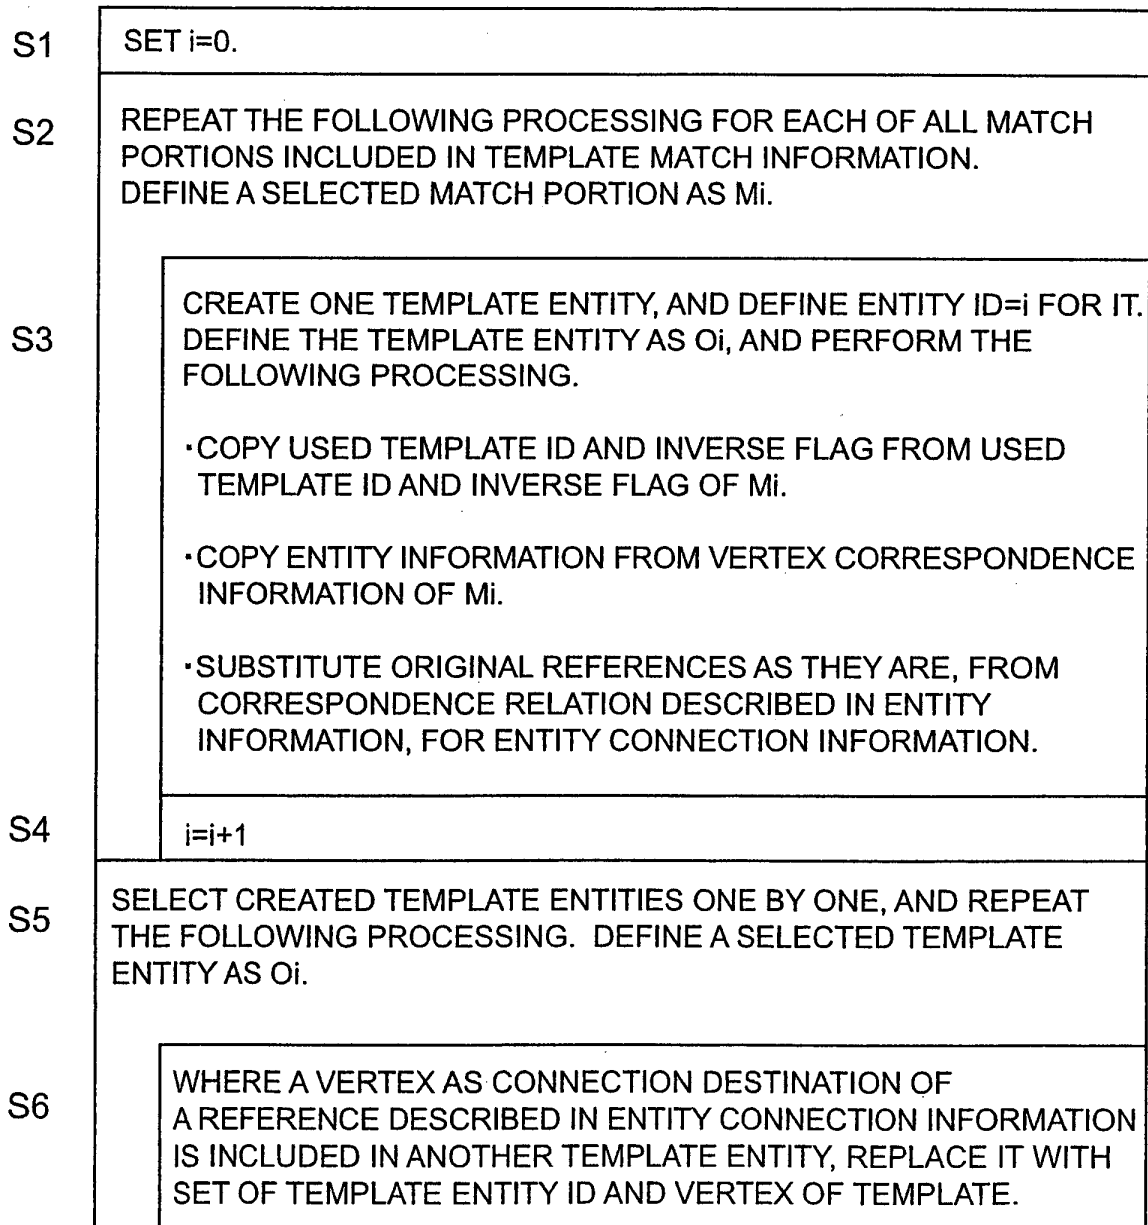 S1
SET i=0.
S2
REPEAT THE FOLLOWING PROCESSING FOR EACH OF ALL MATCH
PORTIONS INCLUDED IN TEMPLATE MATCH INFORMATION.
DEFINE A SELECTED MATCH PORTION AS Mi.
S3
CREATE ONE TEMPLATE ENTITY, AND DEFINE ENTITY ID=i FOR IT.
DEFINE THE TEMPLATE ENTITY AS Oi, AND PERFORM THE
FOLLOWING PROCESSING.
・COPY USED TEMPLATE ID AND INVERSE FLAG FROM USED
TEMPLATE ID AND INVERSE FLAG OF Mi.
・COPY ENTITY INFORMATION FROM VERTEX CORRESPONDENCE
INFORMATION OF Mi.
・SUBSTITUTE ORIGINAL REFERENCES AS THEY ARE, FROM
CORRESPONDENCE RELATION DESCRIBED IN ENTITY
INFORMATION, FOR ENTITY CONNECTION INFORMATION.
S4
i=i+1
S5
SELECT CREATED TEMPLATE ENTITIES ONE BY ONE, AND REPEAT
THE FOLLOWING PROCESSING. DEFINE A SELECTED TEMPLATE
ENTITY AS Oi.
S6
WHERE A VERTEX AS CONNECTION DESTINATION OF
A REFERENCE DESCRIBED IN ENTITY CONNECTION INFORMATION
IS INCLUDED IN ANOTHER TEMPLATE ENTITY, REPLACE IT WITH
SET OF TEMPLATE ENTITY ID AND VERTEX OF TEMPLATE.